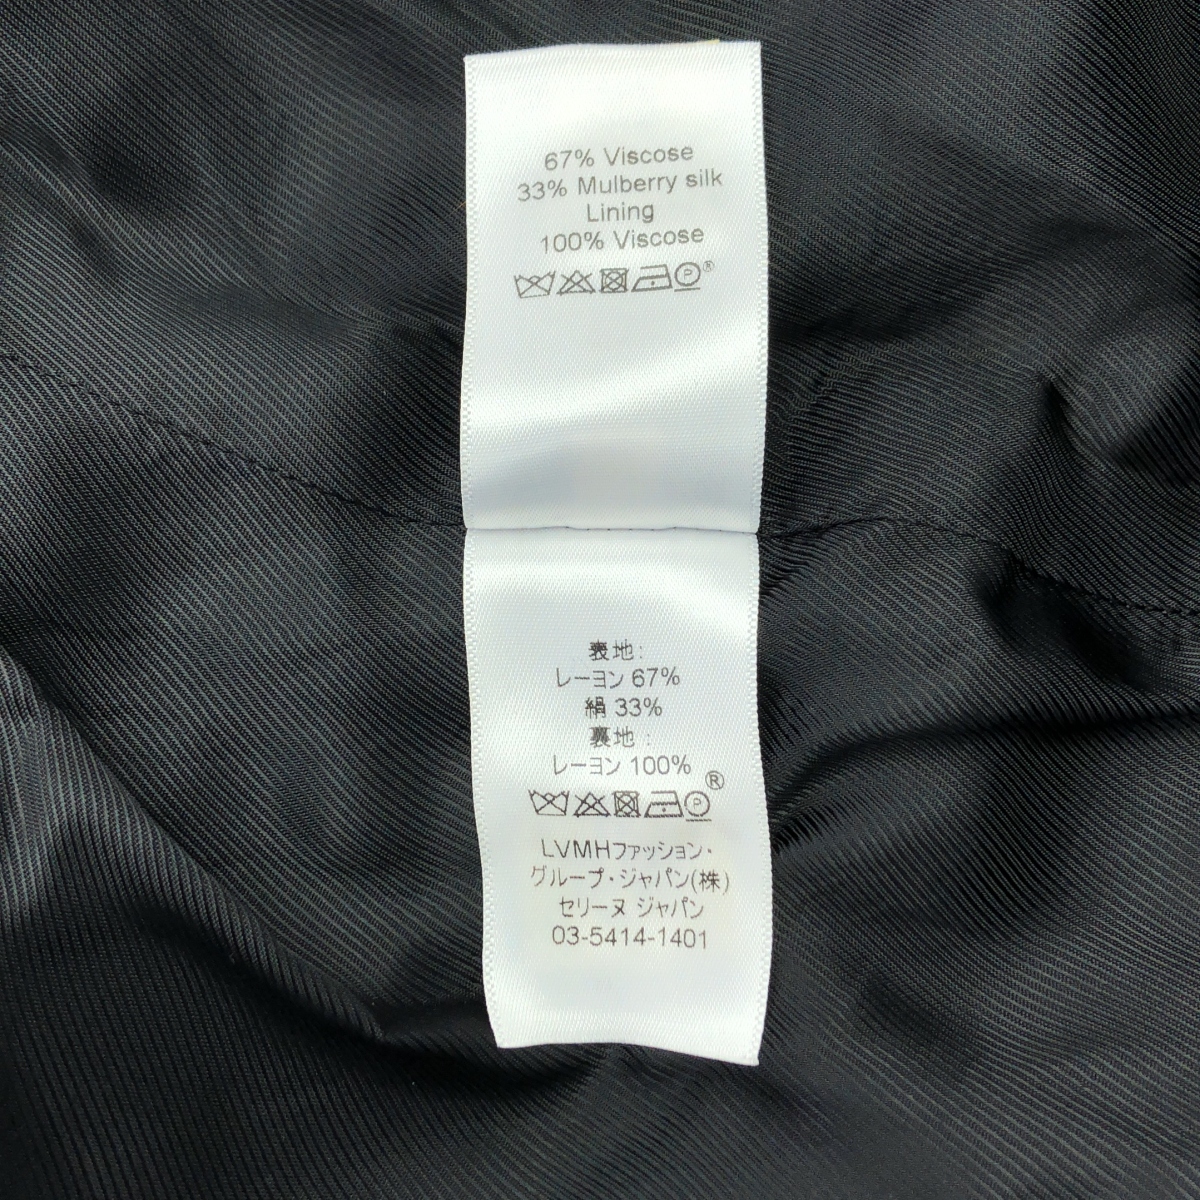 67% Viscose
33% Mulberry silk
Lining
100% Viscose
P ®
表地:
レーヨン 67%
絹 33%
裏地:
レーヨン 100%
P ®
LVMHファッション・
グループ・ジャパン(株)
セリーヌ ジャパン
03-5414-1401